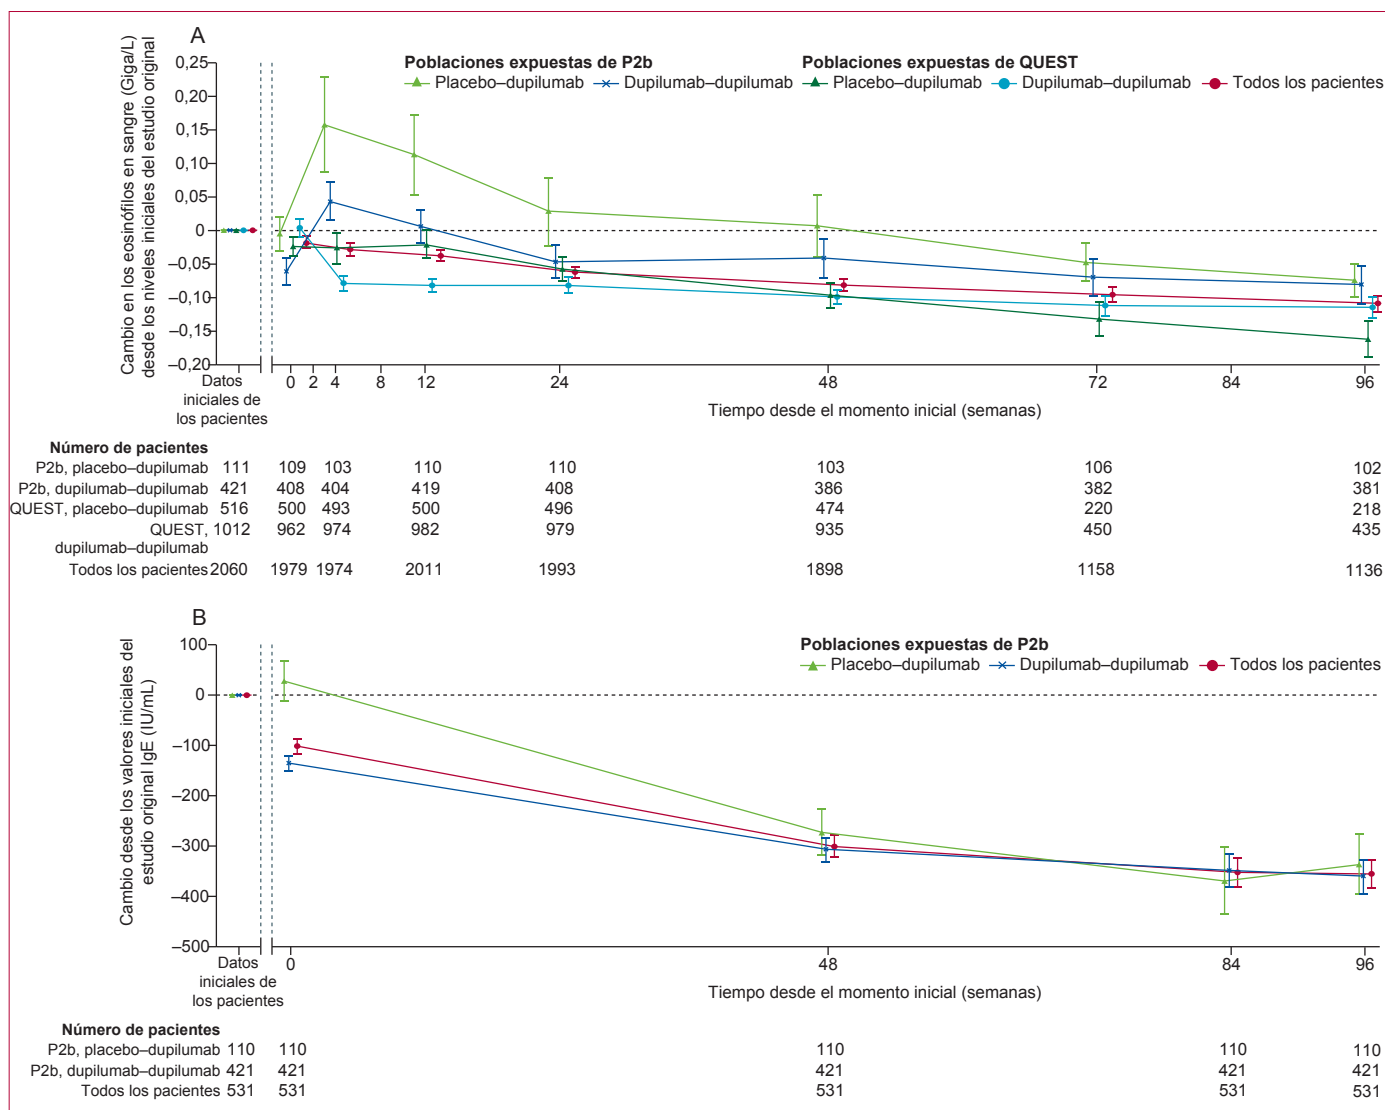 A
Cambio en los eosinófilos en sangre (Giga/L)
desde los niveles iniciales del estudio original
Poblaciones expuestas de P2b
Poblaciones expuestas de QUEST
Placebo–dupilumab Dupilumab–dupilumab Placebo–dupilumab Dupilumab–dupilumab Todos los pacientes
0,25
0,20
0,15
0,10
0,05
0
–0,05
–0,10
–0,15
–0,20
Datos
iniciales de
los pacientes
0 2 4 8 12 24 48 72 84 96
Tiempo desde el momento inicial (semanas)
Número de pacientes
P2b, placebo–dupilumab 111 109 103 110 110 103 106 102
P2b, dupilumab–dupilumab 421 408 404 419 408 386 382 381
QUEST, placebo–dupilumab 516 500 493 500 496 474 220 218
QUEST, 1012 962 974 982 979 935 450 435
dupilumab–dupilumab
Todos los pacientes 2060 1979 1974 2011 1993 1898 1158 1136
B
Cambio desde los valores iniciales del
estudio original IgE (IU/mL)
Poblaciones expuestas de P2b
Placebo–dupilumab Dupilumab–dupilumab Todos los pacientes
100
0
–100
–200
–300
–400
–500
Datos
iniciales de
los pacientes
0 48 84 96
Tiempo desde el momento inicial (semanas)
Número de pacientes
P2b, placebo–dupilumab 110 110 110 110 110
P2b, dupilumab–dupilumab 421 421 421 421 421
Todos los pacientes 531 531 531 531 531